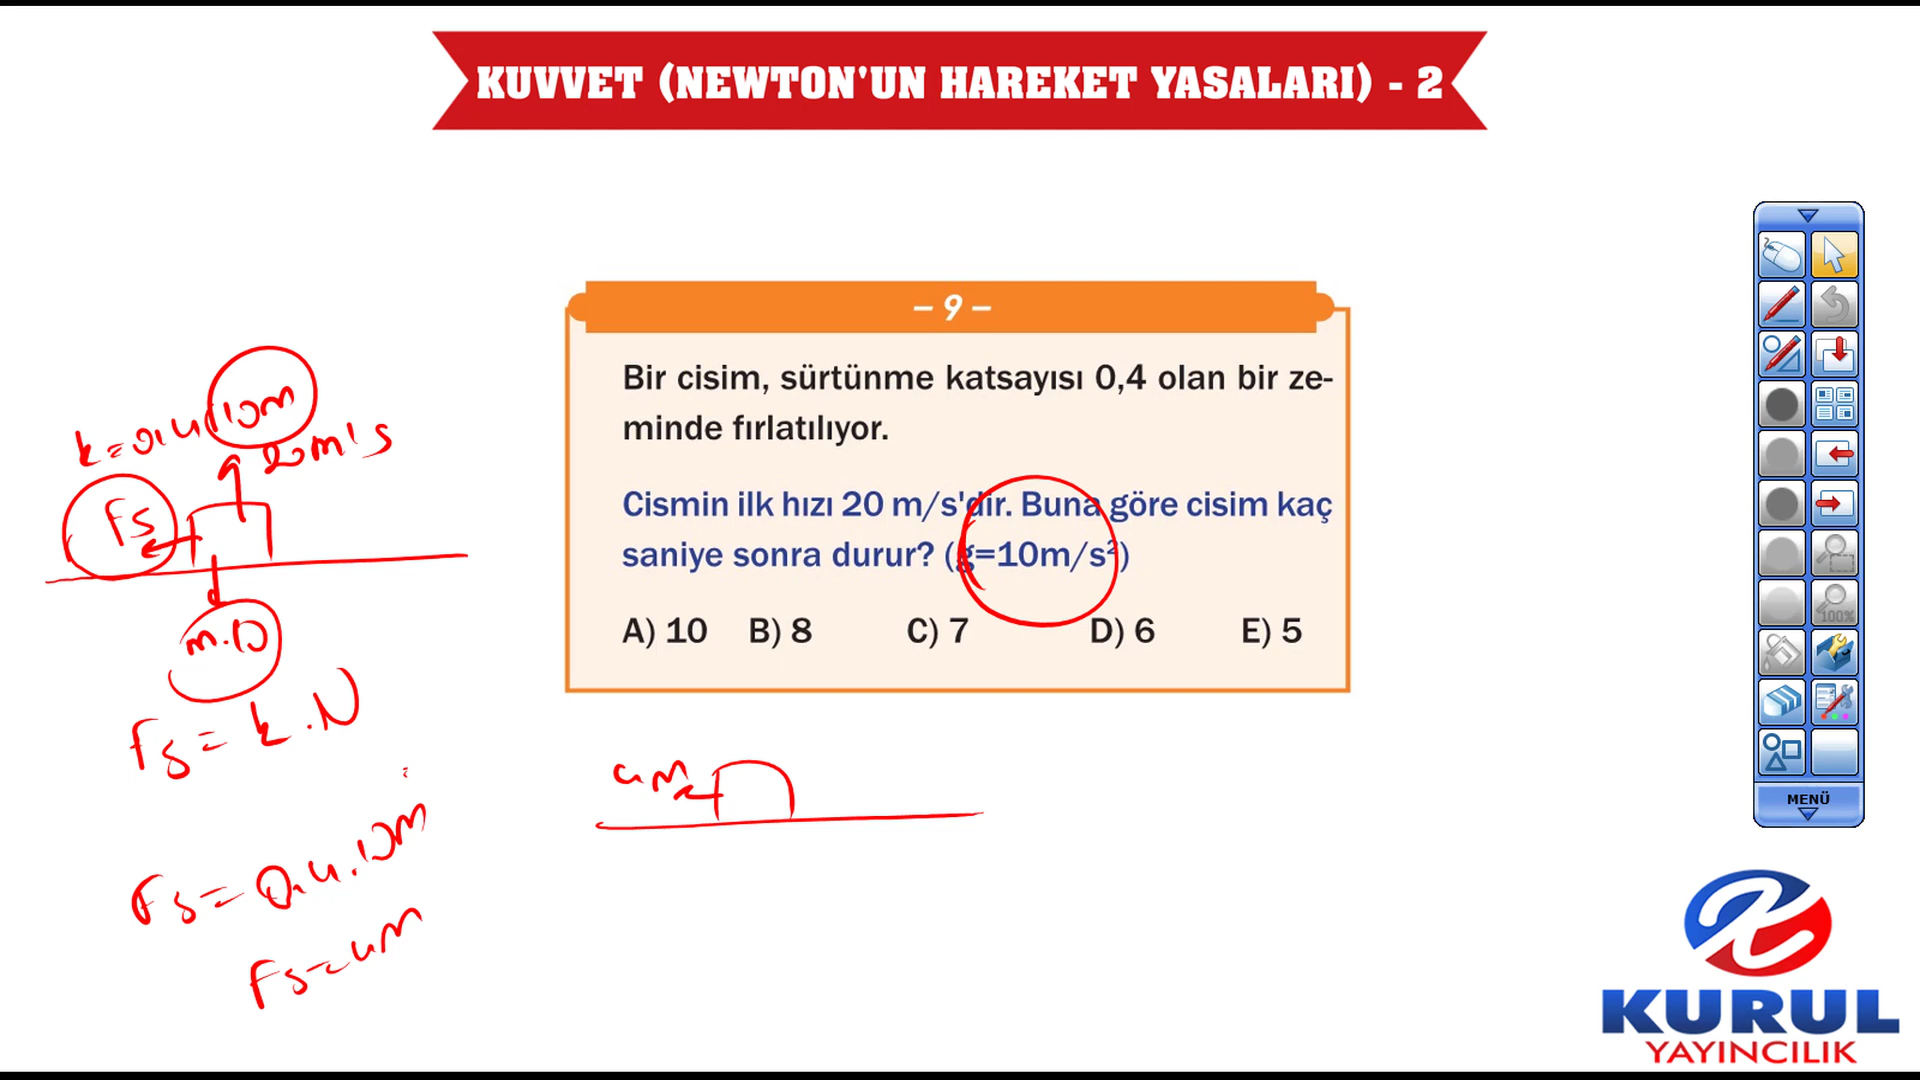 KUVVET (NEWTON'UN HAREKET YASALARI) - 2
– 9 –
Bir cisim, sürtünme katsayısı 0,4 olan bir ze-
minde fırlatılıyor.
Cismin ilk hızı 20 m/s'dir. Buna göre cisim kaç
saniye sonra durur? (g=10m/s²)
A) 10 B) 8 C) 7 D) 6 E) 5
k=0,4
10m
20m/s
Fs
m.10
Fs=k.N
Fs=0,4.10m
Fs=4m
4m
MENÜ
100%
KURUL
YAYINCILIK